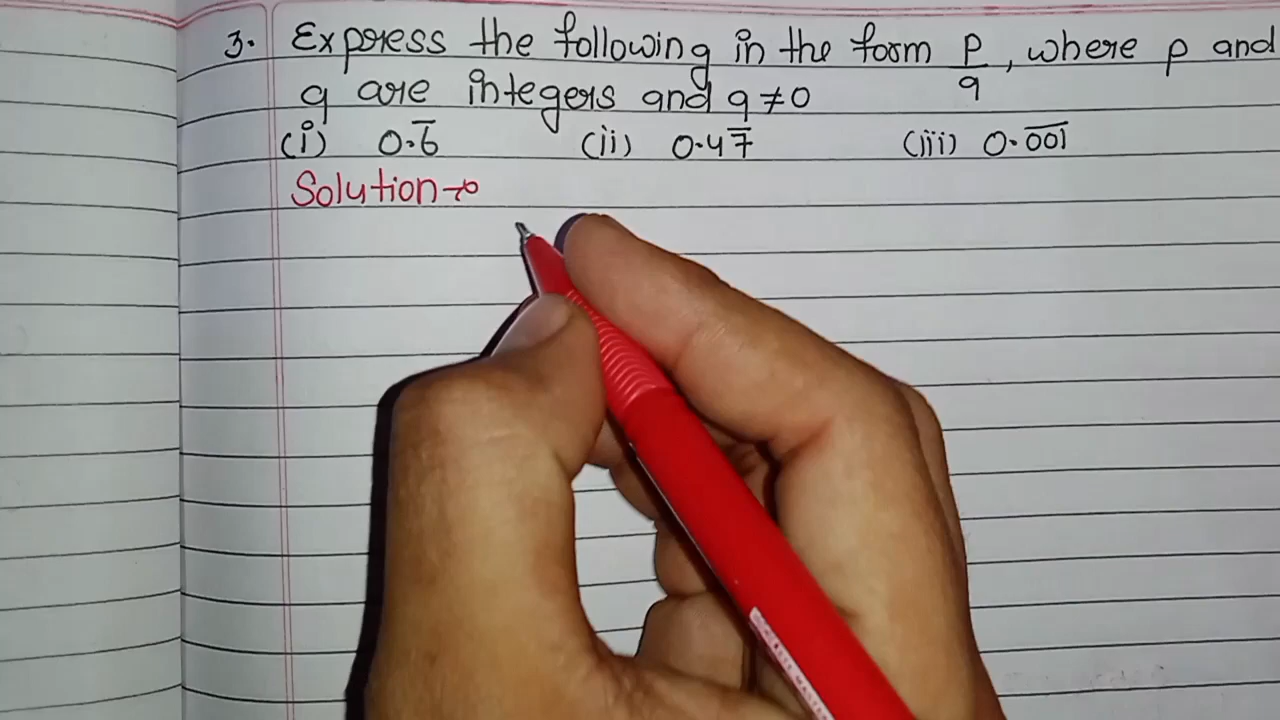 3. Express the following in the form p/q, where p and
q are integers and q ≠ 0
(i) 0.6̅ (ii) 0.47̅ (iii) 0.0̅0̅1̅
Solution →